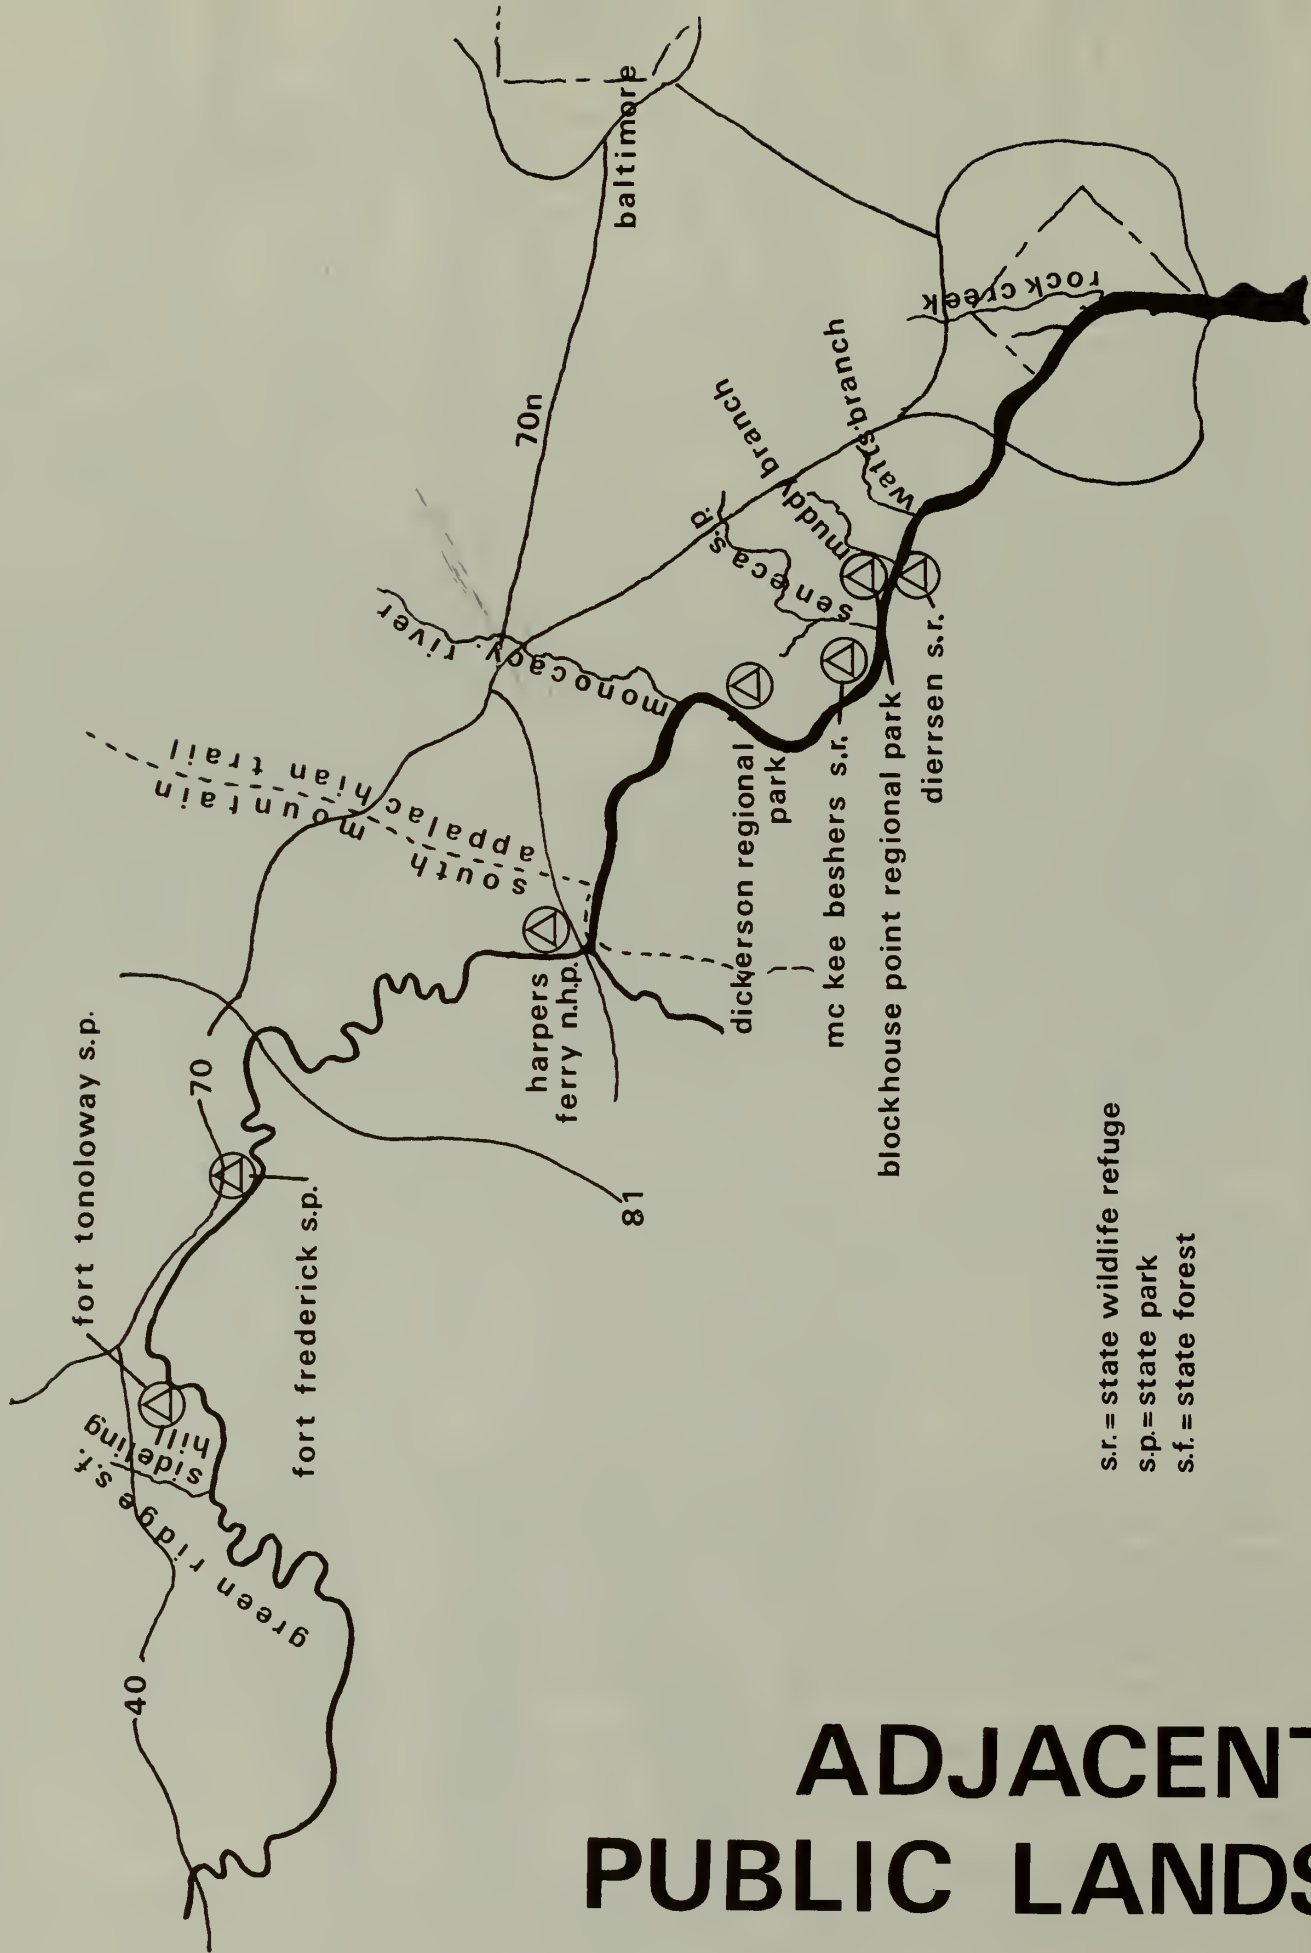 baltimore
70n
rock creek
watts branch
muddy branch
seneca s.p.
monocacy river
appalachian trail
south mountain
dickerson regional
park
mc kee beshers s.r.
blockhouse point regional park
dierrsen s.r.
harpers
ferry n.h.p.
81
70
fort tonoloway s.p.
fort frederick s.p.
sideling
hill
green ridge s.f.
40
s.r.=state wildlife refuge
s.p.=state park
s.f.=state forest
ADJACENT
PUBLIC LANDS